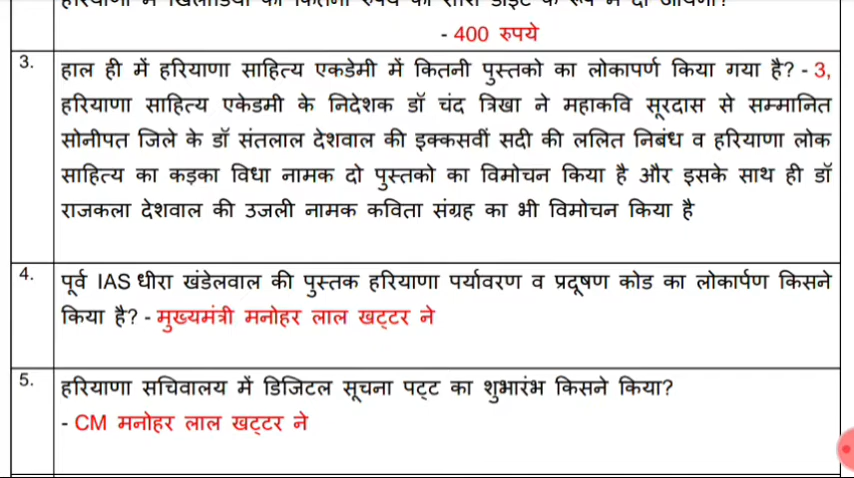 - 400 रुपये
3. हाल ही में हरियाणा साहित्य एकडेमी में कितनी पुस्तको का लोकापर्ण किया गया है? - 3,
हरियाणा साहित्य एकेडमी के निदेशक डॉ चंद त्रिखा ने महाकवि सूरदास से सम्मानित
सोनीपत जिले के डॉ संतलाल देशवाल की इक्कसवीं सदी की ललित निबंध व हरियाणा लोक
साहित्य का कड़का विधा नामक दो पुस्तको का विमोचन किया है और इसके साथ ही डॉ
राजकला देशवाल की उजली नामक कविता संग्रह का भी विमोचन किया है
4. पूर्व IAS धीरा खंडेलवाल की पुस्तक हरियाणा पर्यावरण व प्रदूषण कोड का लोकार्पण किसने
किया है? - मुख्यमंत्री मनोहर लाल खट्टर ने
5. हरियाणा सचिवालय में डिजिटल सूचना पट्ट का शुभारंभ किसने किया?
- CM मनोहर लाल खट्टर ने